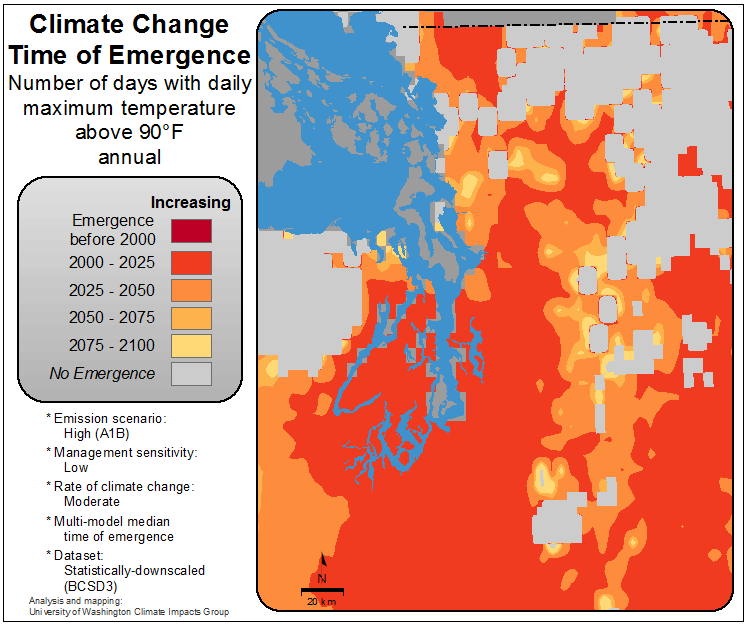 Climate Change
Time of Emergence
Number of days with daily
maximum temperature
above 90°F
annual
Increasing
Emergence
before 2000
2000 - 2025
2025 - 2050
2050 - 2075
2075 - 2100
No Emergence
* Emission scenario:
High (A1B)
* Management sensitivity:
Low
* Rate of climate change:
Moderate
* Multi-model median
time of emergence
* Dataset:
Statistically-downscaled
(BCSD3)
Analysis and mapping:
University of Washington Climate Impacts Group
N
20 km